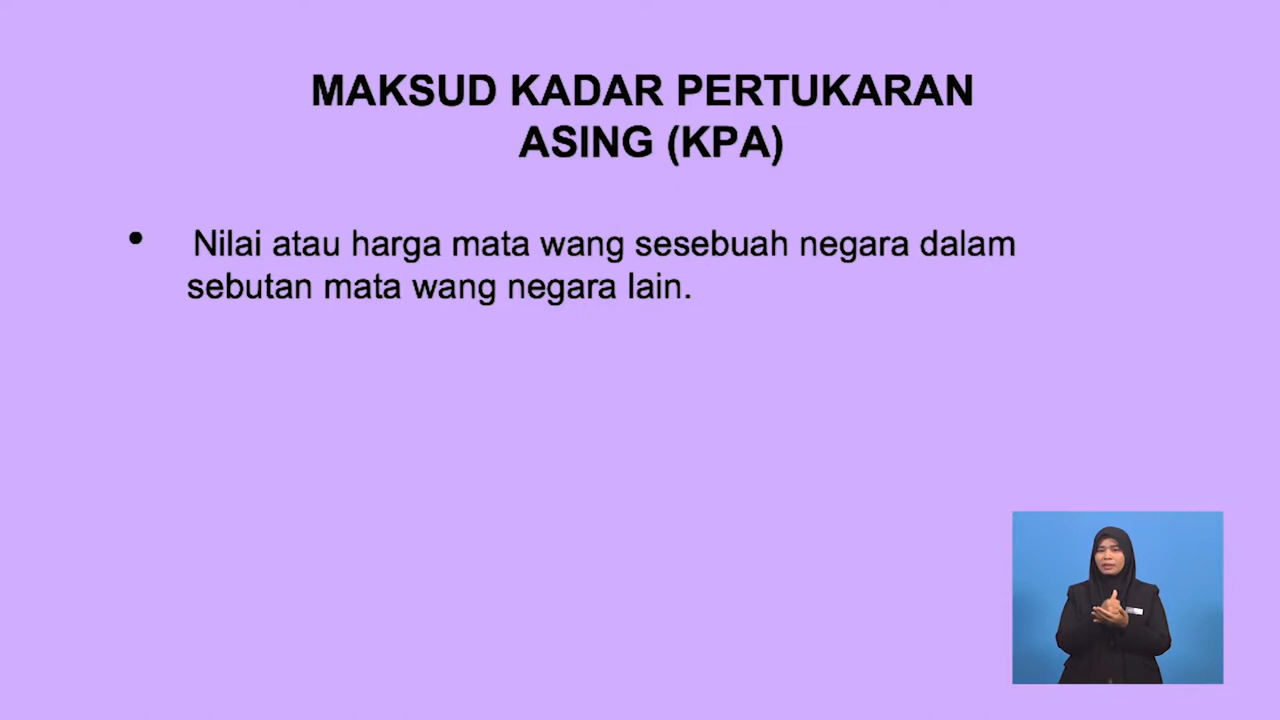 MAKSUD KADAR PERTUKARAN
ASING (KPA)
• Nilai atau harga mata wang sesebuah negara dalam
sebutan mata wang negara lain.